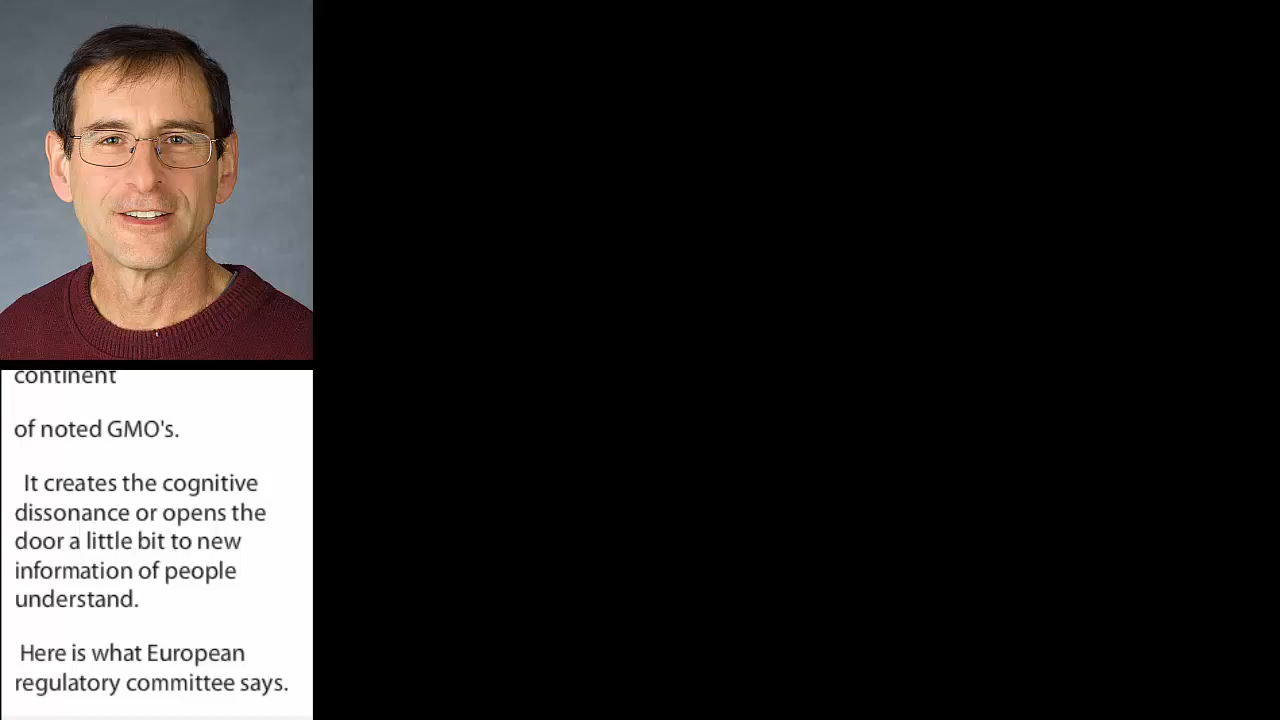 continent
of noted GMO's.
It creates the cognitive
dissonance or opens the
door a little bit to new
information of people
understand.
Here is what European
regulatory committee says.